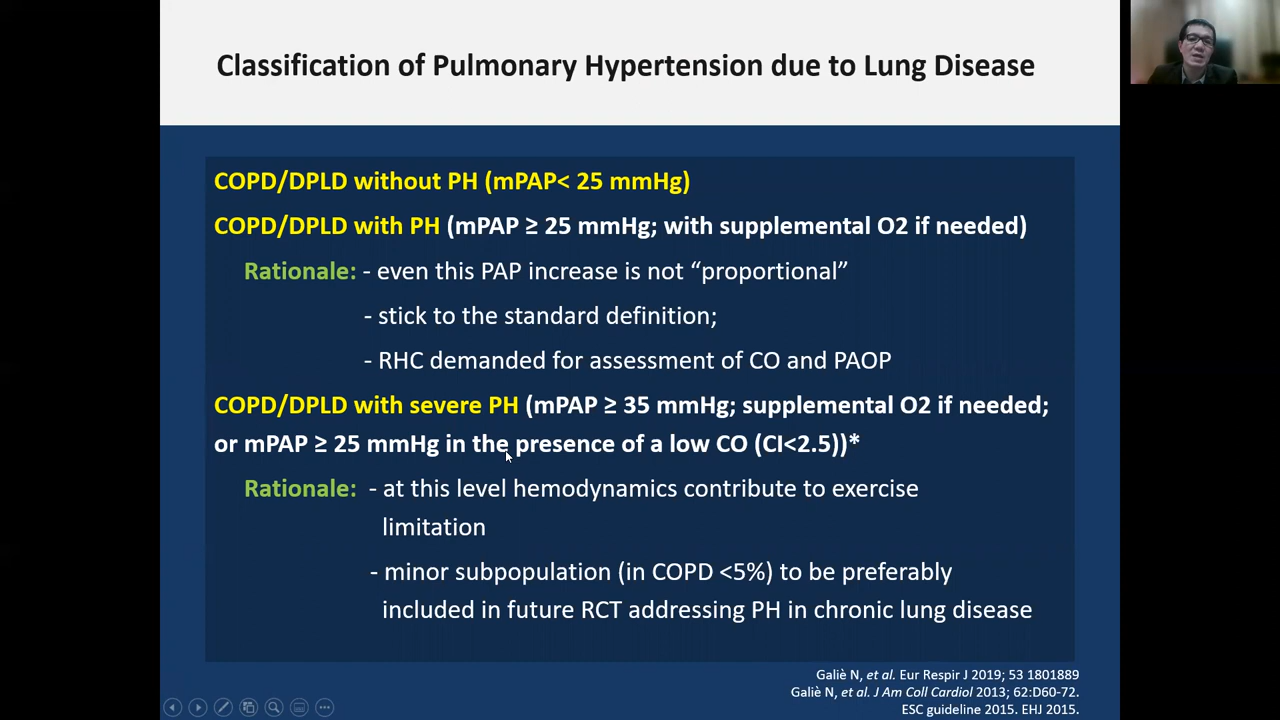 Classification of Pulmonary Hypertension due to Lung Disease
COPD/DPLD without PH (mPAP< 25 mmHg)
COPD/DPLD with PH (mPAP ≥ 25 mmHg; with supplemental O2 if needed)
Rationale: - even this PAP increase is not “proportional”
- stick to the standard definition;
- RHC demanded for assessment of CO and PAOP
COPD/DPLD with severe PH (mPAP ≥ 35 mmHg; supplemental O2 if needed;
or mPAP ≥ 25 mmHg in the presence of a low CO (CI<2.5))*
Rationale: - at this level hemodynamics contribute to exercise
limitation
- minor subpopulation (in COPD <5%) to be preferably
included in future RCT addressing PH in chronic lung disease
Galiè N, et al. Eur Respir J 2019; 53 1801889
Galiè N, et al. J Am Coll Cardiol 2013; 62:D60-72.
ESC guideline 2015. EHJ 2015.